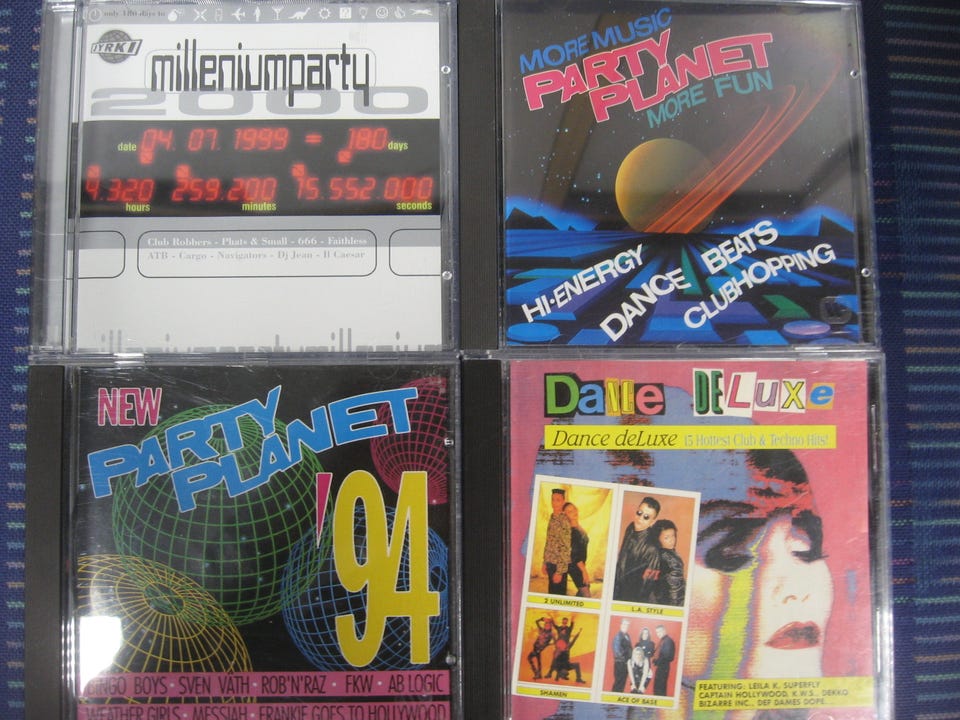 only 180 days to
JYRKI
milleniumparty
2000
date 04. 07. 1999 = 180 days
4.320 259.200 15.552 000
hours minutes seconds
Club Robbers - Phats & Small - 666 - Faithless
ATB - Cargo - Navigators - Dj Jean - Il Caesar
MORE MUSIC
PARTY
PLANET
MORE FUN
HI-ENERGY
DANCE BEATS
CLUBHOPPING
NEW
PARTY
PLANET
'94
BINGO BOYS • SVEN VÄTH • ROB'N'RAZ • FKW • AB LOGIC
WEATHER GIRLS • MESSIAH • FRANKIE GOES TO HOLLYWOOD
Dance DELuxe
Dance deLuxe 15 Hottest Club & Techno Hits!
2 UNLIMITED
L.A. STYLE
SHAMEN
ACE OF BASE
FEATURING: LEILA K, SUPERFLY
CAPTAIN HOLLYWOOD, K.W.S., DEKKO
BIZARRE INC., DEF DAMES DOPE...